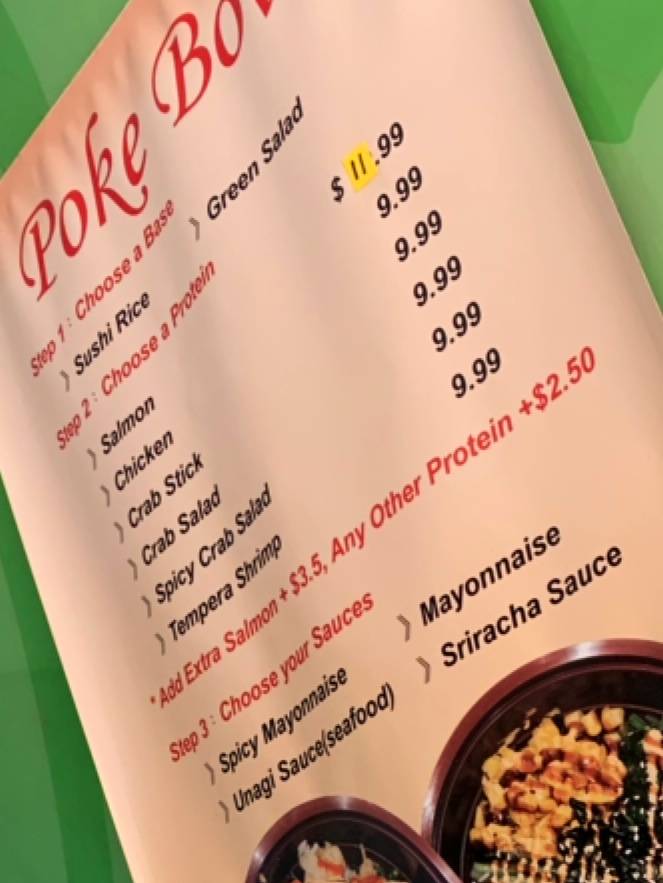 Poke
Step 1: Choose a Base
》 Sushi Rice 》 Green Salad
Step 2: Choose a Protein
》 Salmon $ 11.99
》 Chicken 9.99
》 Crab Stick 9.99
》 Crab Salad 9.99
》 Spicy Crab Salad 9.99
》 Tempera Shrimp 9.99
* Add Extra Salmon + $3.5, Any Other Protein +$2.50
Step 3: Choose your Sauces
》 Spicy Mayonnaise 》 Mayonnaise
》 Unagi Sauce(seafood) 》 Sriracha Sauce